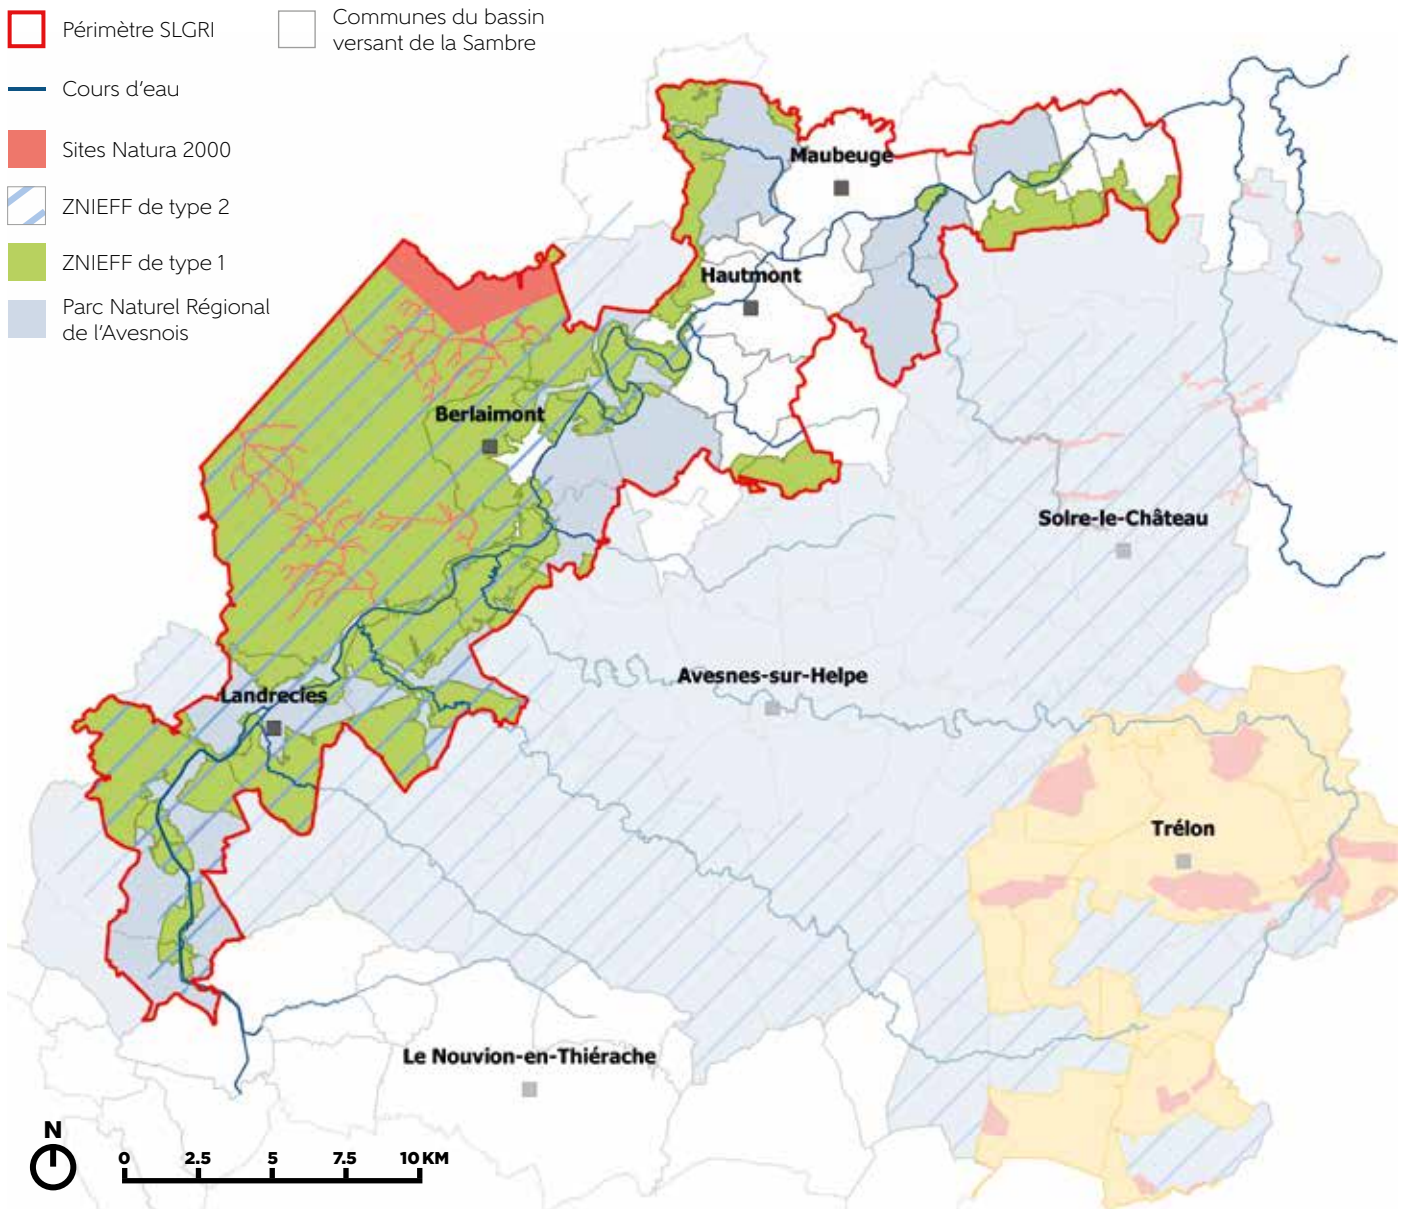 Périmètre SLGRI
Communes du bassin
versant de la Sambre
Cours d'eau
Sites Natura 2000
ZNIEFF de type 2
ZNIEFF de type 1
Parc Naturel Régional
de l'Avesnois
Maubeuge
Hautmont
Berlaimont
Solre-le-Château
Avesnes-sur-Helpe
Landrecies
Trélon
Le Nouvion-en-Thiérache
N
0 2.5 5 7.5 10 KM